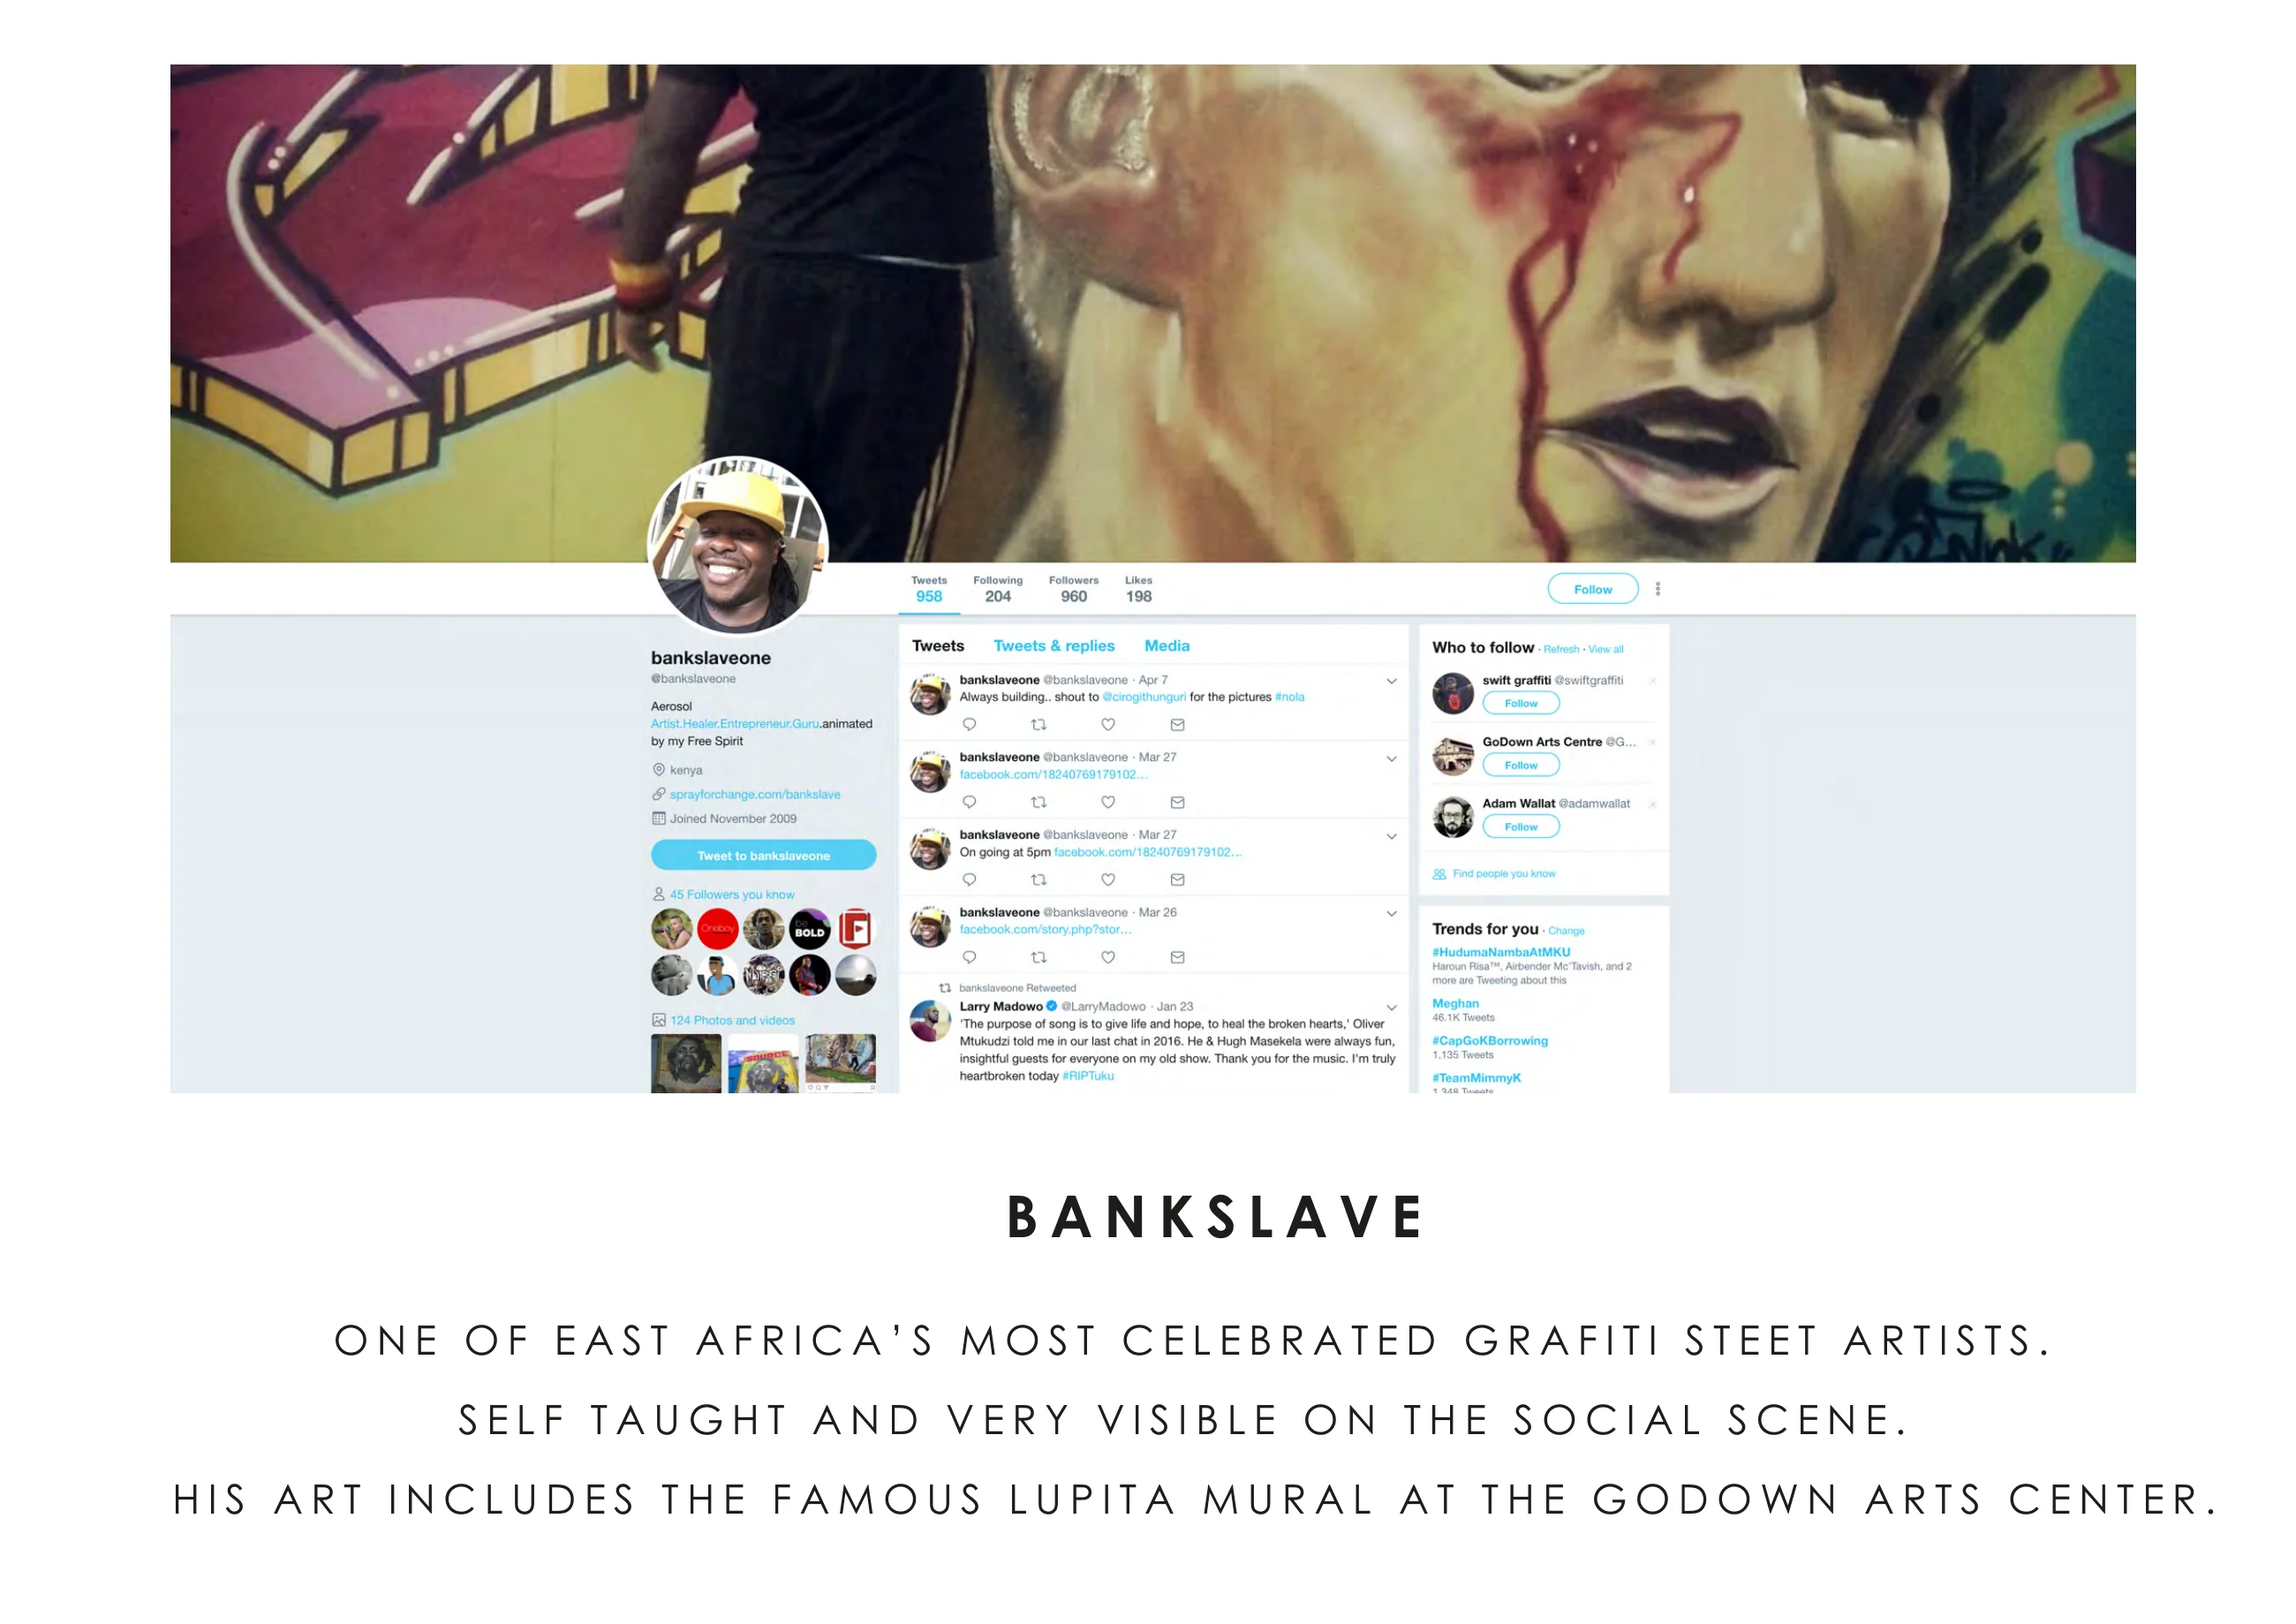 Tweets Following Followers Likes
958 204 960 198
Follow
bankslaveone
@bankslaveone
Aerosol
Artist.Healer.Entrepreneur.Guru.animated
by my Free Spirit
kenya
sprayforchange.com/bankslave
Joined November 2009
Tweet to bankslaveone
45 Followers you know
Oneboy
be
BOLD
124 Photos and videos
SOURCE
Tweets Tweets & replies Media
bankslaveone @bankslaveone · Apr 7
Always building.. shout to @cirogithunguri for the pictures #nola
bankslaveone @bankslaveone · Mar 27
facebook.com/18240769179102...
bankslaveone @bankslaveone · Mar 27
On going at 5pm facebook.com/18240769179102...
bankslaveone @bankslaveone · Mar 26
facebook.com/story.php?stor...
bankslaveone Retweeted
Larry Madowo @LarryMadowo · Jan 23
'The purpose of song is to give life and hope, to heal the broken hearts,' Oliver
Mtukudzi told me in our last chat in 2016. He & Hugh Masekela were always fun,
insightful guests for everyone on my old show. Thank you for the music. I'm truly
heartbroken today #RIPTuku
Who to follow · Refresh · View all
swift graffiti @swiftgraffiti
Follow
GoDown Arts Centre @G...
Follow
Adam Wallat @adamwallat
Follow
Find people you know
Trends for you · Change
#HudumaNambaAtMKU
Haroun Risa™, Airbender Mc'Tavish, and 2
more are Tweeting about this
Meghan
46.1K Tweets
#CapGoKBorrowing
1,135 Tweets
#TeamMimmyK
1,348 Tweets
BANKSLAVE
ONE OF EAST AFRICA'S MOST CELEBRATED GRAFITI STEET ARTISTS.
SELF TAUGHT AND VERY VISIBLE ON THE SOCIAL SCENE.
HIS ART INCLUDES THE FAMOUS LUPITA MURAL AT THE GODOWN ARTS CENTER.